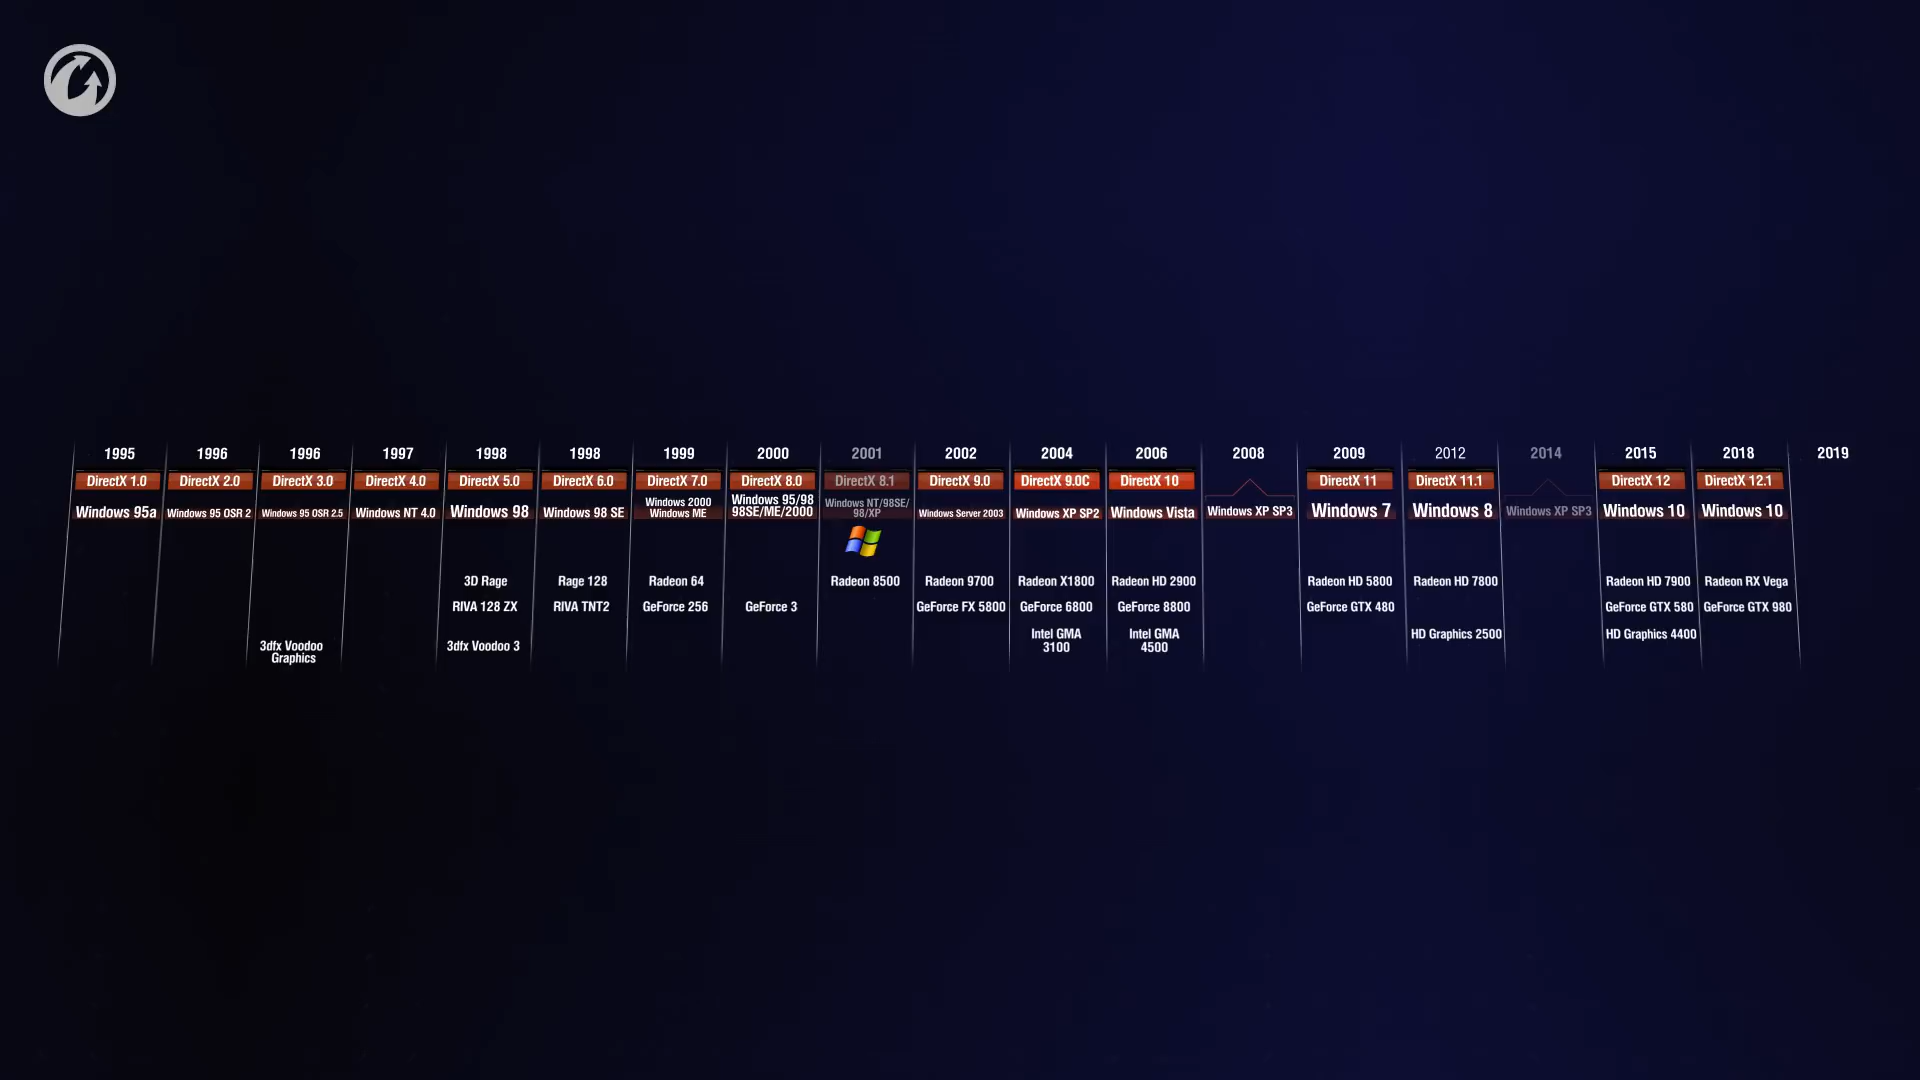 1995 1996 1996 1997 1998 1998 1999 2000 2001 2002 2004 2006 2008 2009 2012 2014 2015 2018 2019
DirectX 1.0 DirectX 2.0 DirectX 3.0 DirectX 4.0 DirectX 5.0 DirectX 6.0 DirectX 7.0 DirectX 8.0 DirectX 8.1 DirectX 9.0 DirectX 9.0C DirectX 10 DirectX 11 DirectX 11.1 DirectX 12 DirectX 12.1
Windows 95a
Windows 95 OSR 2
Windows 95 OSR 2.5
Windows NT 4.0
Windows 98
Windows 98 SE
Windows 2000
Windows ME
Windows 95/98
98SE/ME/2000
Windows NT/98SE/
98/XP
Windows Server 2003
Windows XP SP2
Windows Vista
Windows XP SP3
Windows 7
Windows 8
Windows XP SP3
Windows 10
Windows 10
3D Rage Rage 128 Radeon 64 Radeon 8500 Radeon 9700 Radeon X1800 Radeon HD 2900 Radeon HD 5800 Radeon HD 7800 Radeon HD 7900 Radeon RX Vega
RIVA 128 ZX RIVA TNT2 GeForce 256 GeForce 3 GeForce FX 5800 GeForce 6800 GeForce 8800 GeForce GTX 480 GeForce GTX 580 GeForce GTX 980
3dfx Voodoo
Graphics
3dfx Voodoo 3
Intel GMA
3100
Intel GMA
4500
HD Graphics 2500
HD Graphics 4400